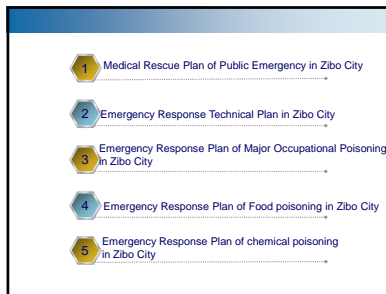 1 Medical Rescue Plan of Public Emergency in Zibo City
2 Emergency Response Technical Plan in Zibo City
3 Emergency Response Plan of Major Occupational Poisoning
in Zibo City
4 Emergency Response Plan of Food poisoning in Zibo City
5 Emergency Response Plan of chemical poisoning
in Zibo City